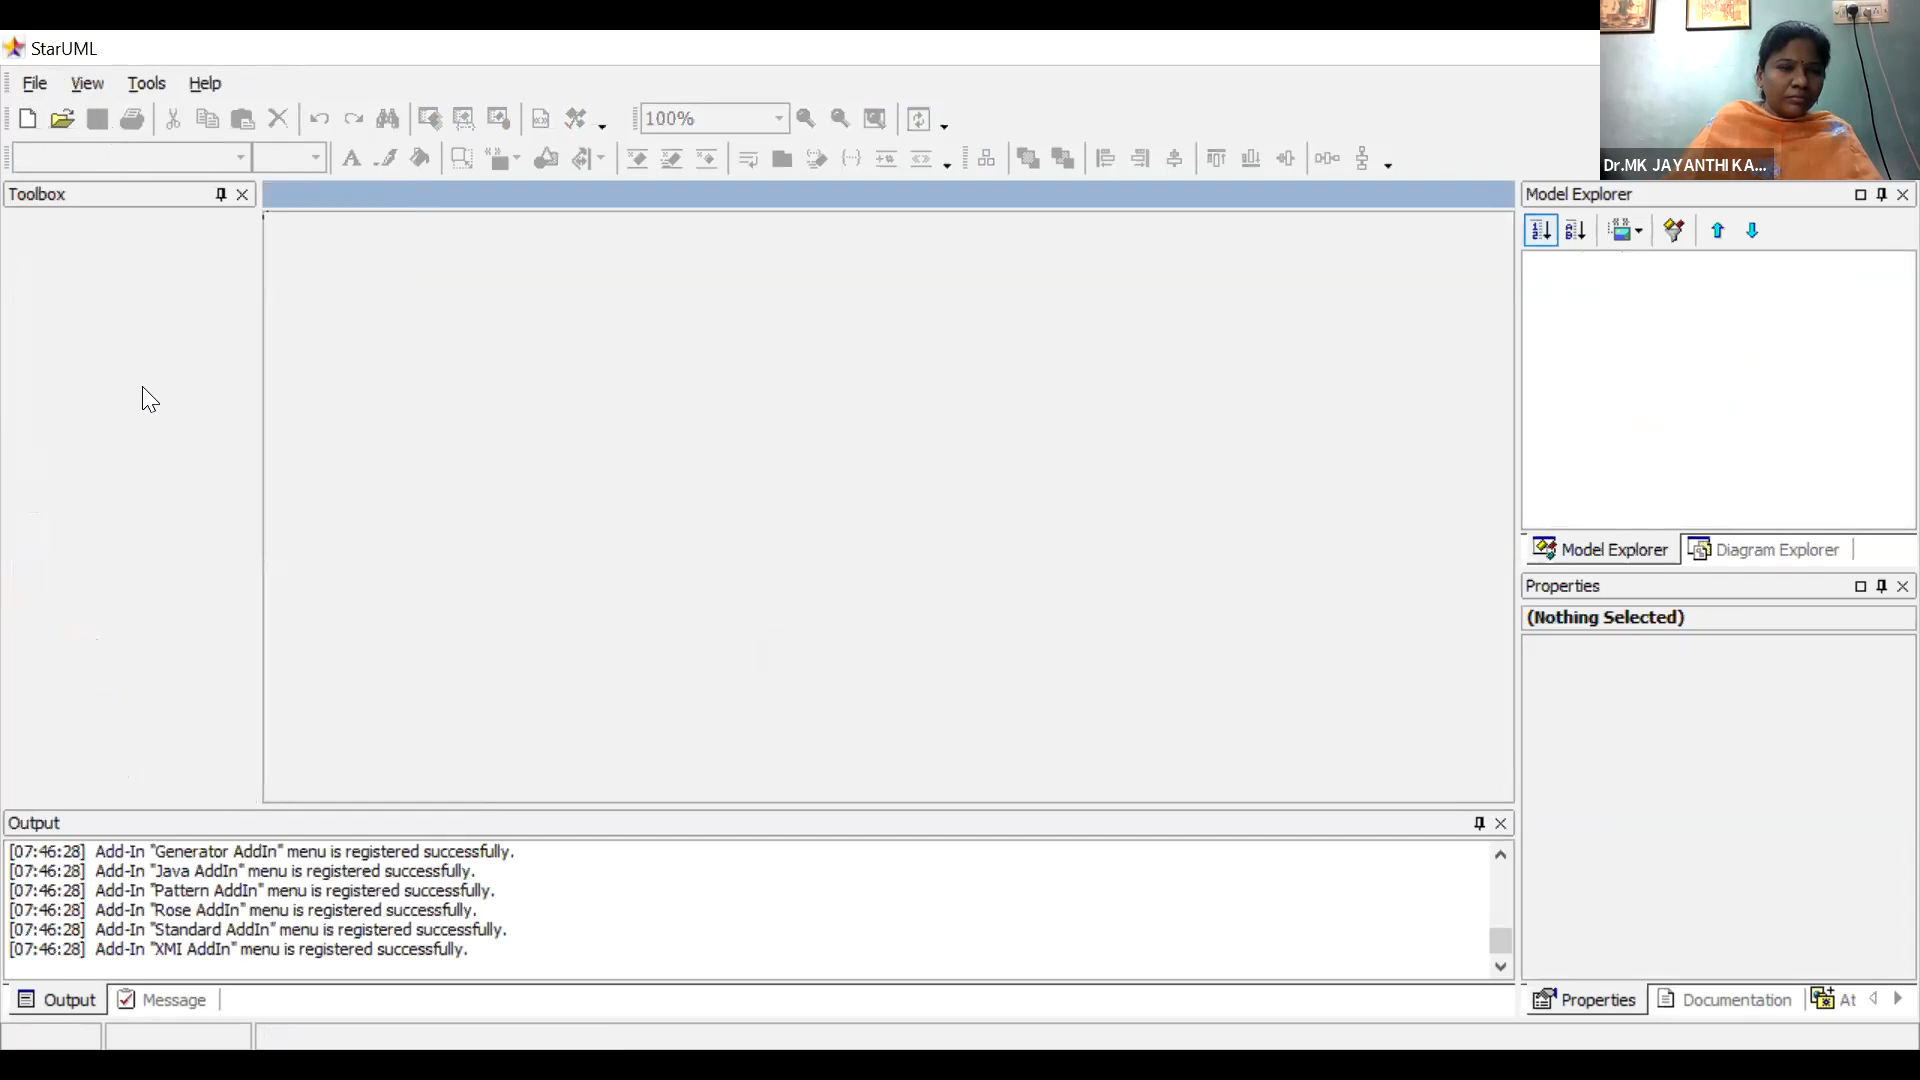 StarUML
File View Tools Help
100%
Dr.MK JAYANTHI KA...
Toolbox
Model Explorer
Model Explorer Diagram Explorer
Properties
(Nothing Selected)
Output
[07:46:28] Add-In "Generator AddIn" menu is registered successfully.
[07:46:28] Add-In "Java AddIn" menu is registered successfully.
[07:46:28] Add-In "Pattern AddIn" menu is registered successfully.
[07:46:28] Add-In "Rose AddIn" menu is registered successfully.
[07:46:28] Add-In "Standard AddIn" menu is registered successfully.
[07:46:28] Add-In "XMI AddIn" menu is registered successfully.
Output Message
Properties Documentation At